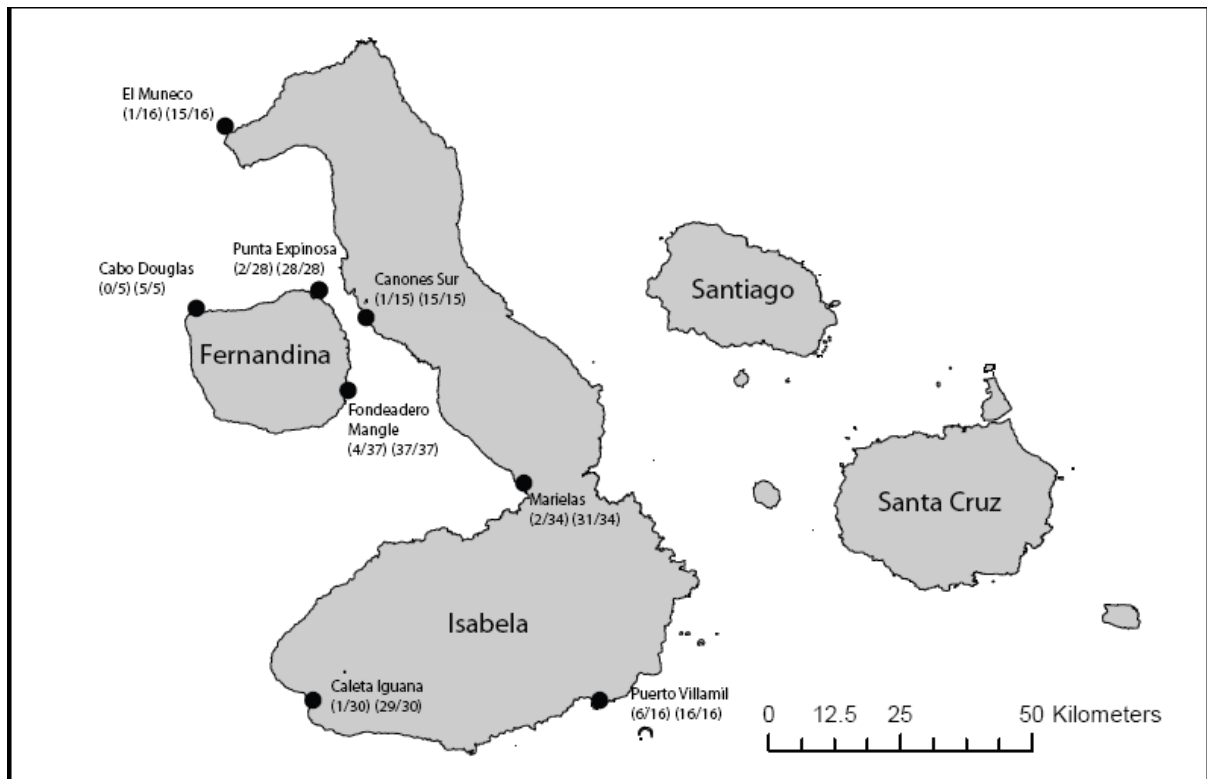 El Muneco
(1/16) (15/16)
Punta Expinosa
(2/28) (28/28)
Cabo Douglas
(0/5) (5/5)
Canones Sur
(1/15) (15/15)
Santiago
Fernandina
Fondeadero
Mangle
(4/37) (37/37)
Marielas
(2/34) (31/34)
Santa Cruz
Isabela
Caleta Iguana
(1/30) (29/30)
Puerto Villamil
(6/16) (16/16)
0 12.5 25 50 Kilometers